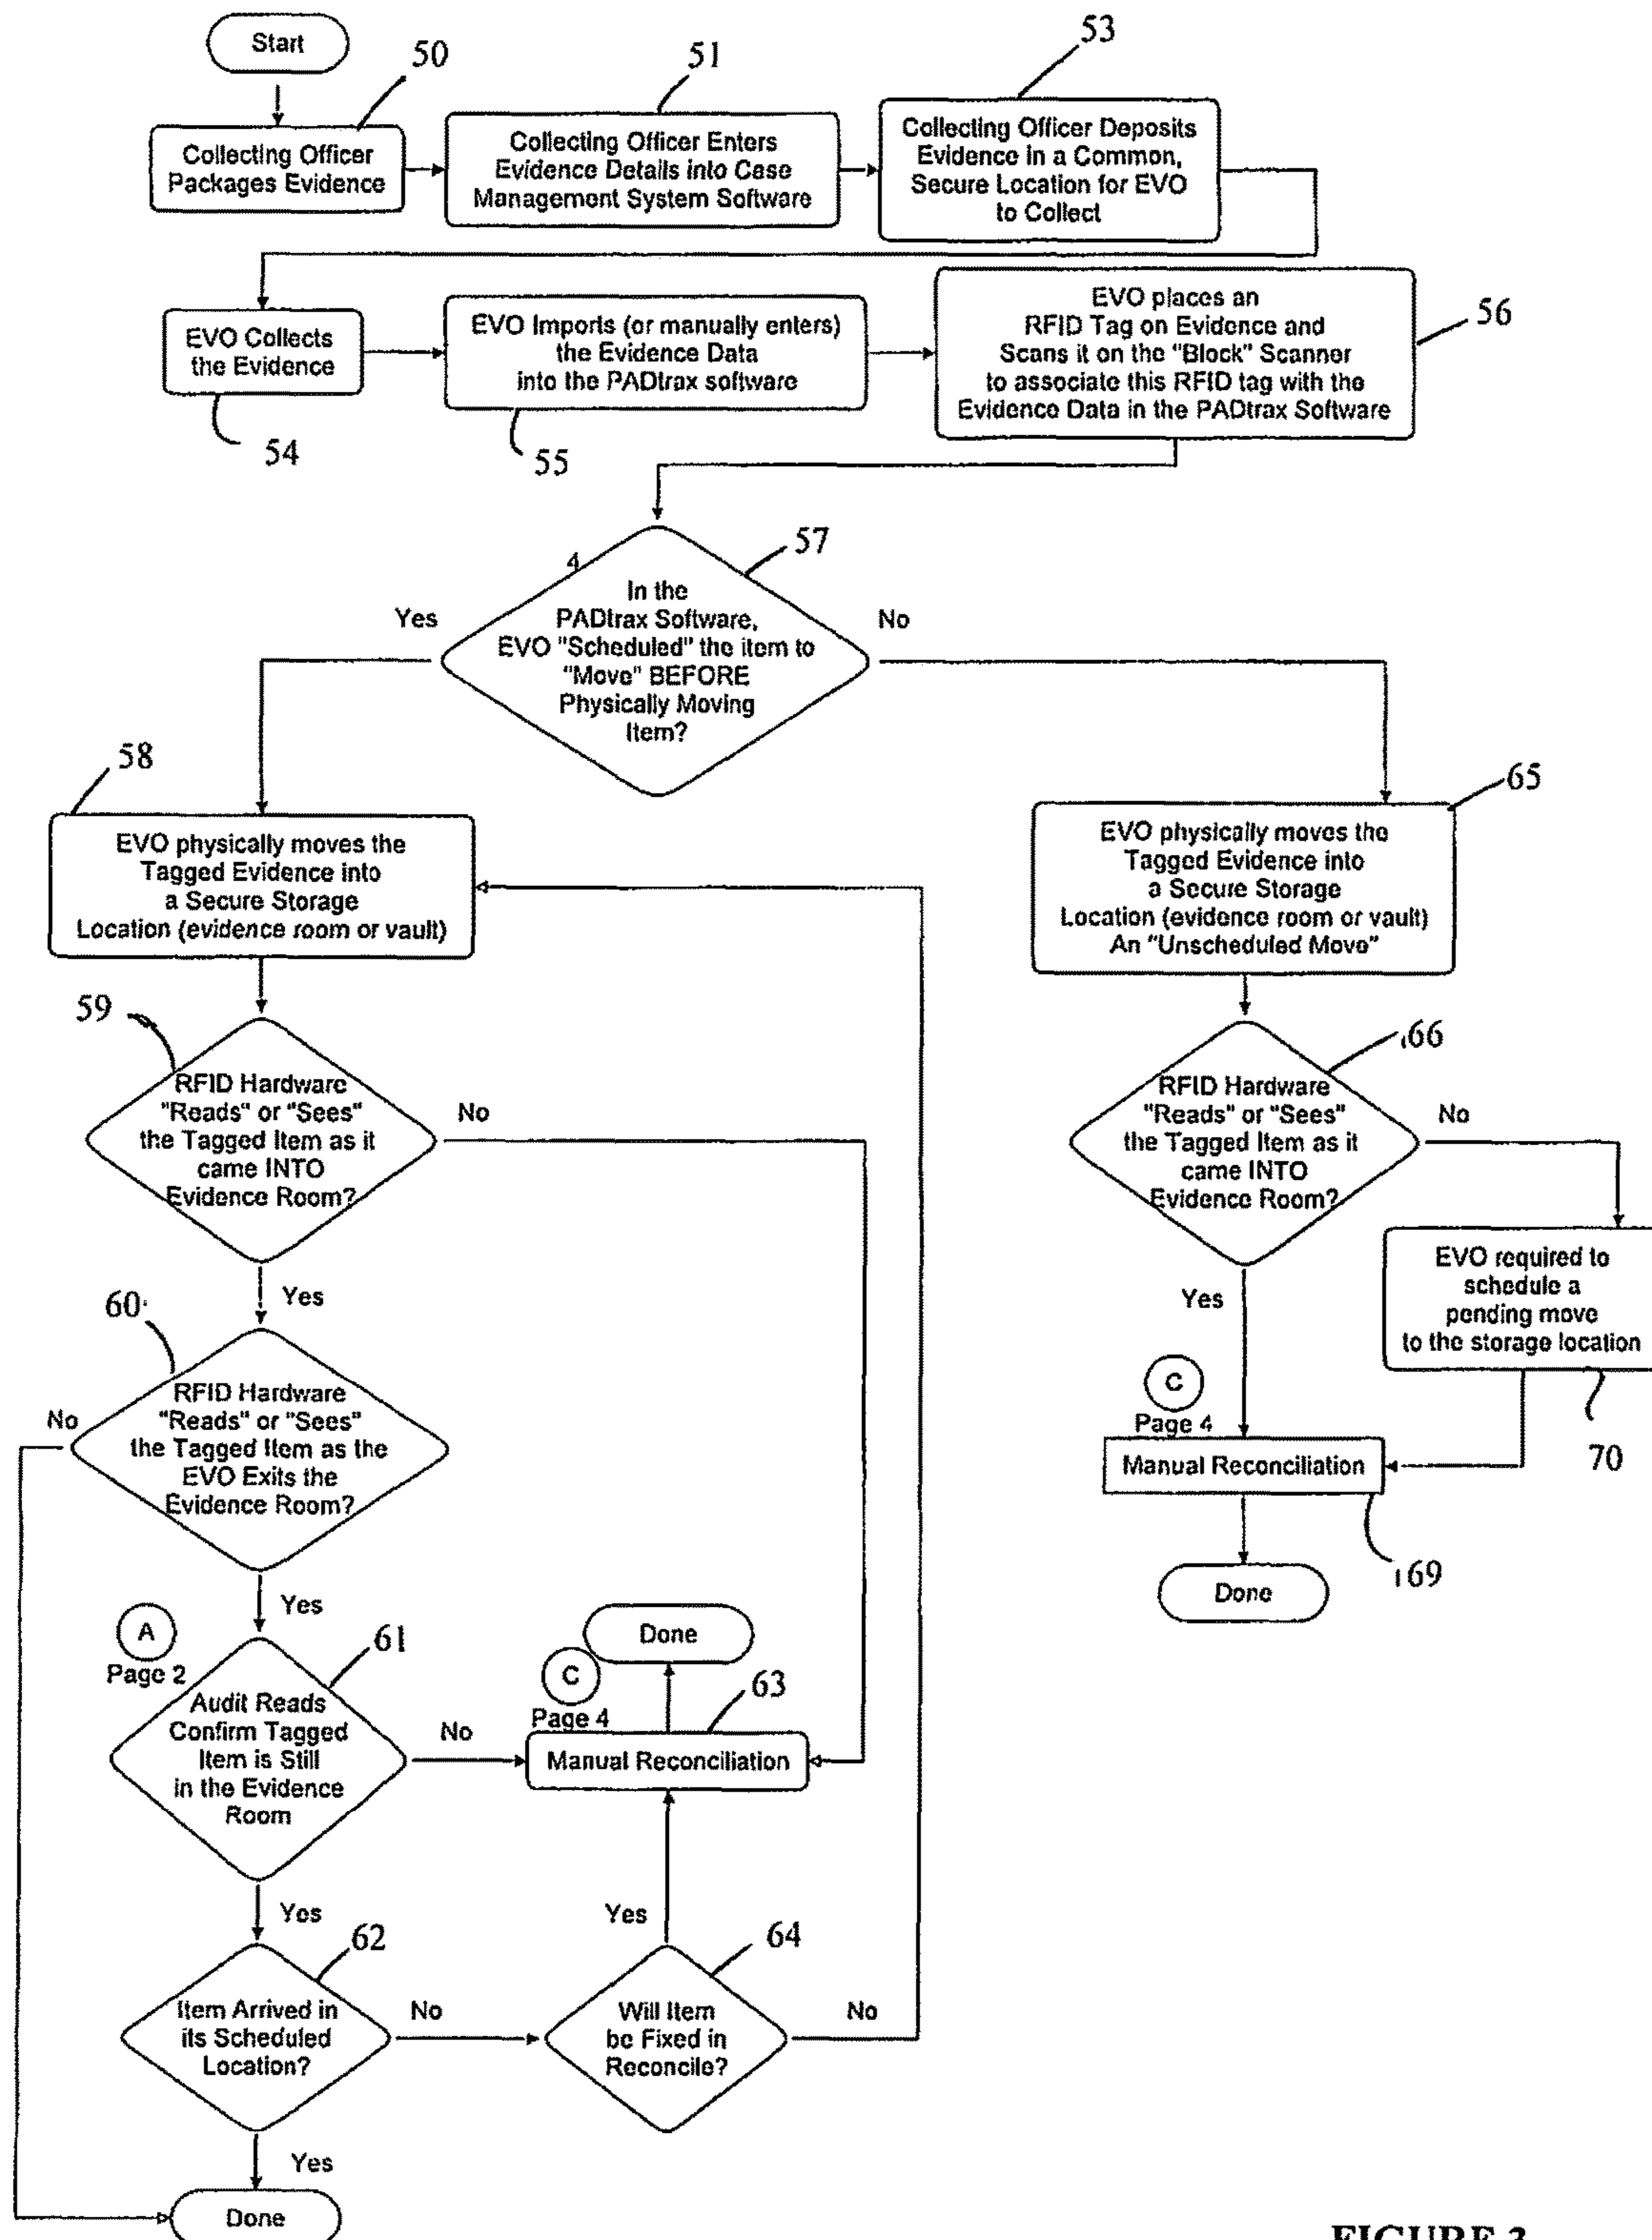 Start
50
51
53
Collecting Officer
Packages Evidence
Collecting Officer Enters
Evidence Details into Case
Management System Software
Collecting Officer Deposits
Evidence in a Common,
Secure Location for EVO
to Collect
EVO Collects
the Evidence
54
EVO Imports (or manually enters)
the Evidence Data
into the PADtrax software
55
EVO places an
RFID Tag on Evidence and
Scans it on the "Block" Scanner
to associate this RFID tag with the
Evidence Data in the PADtrax Software
56
4
57
In the
PADtrax Software,
EVO "Scheduled" the item to
"Move" BEFORE
Physically Moving
Item?
Yes
No
58
EVO physically moves the
Tagged Evidence into
a Secure Storage
Location (evidence room or vault)
65
EVO physically moves the
Tagged Evidence into
a Secure Storage
Location (evidence room or vault)
An "Unscheduled Move"
59
RFID Hardware
"Reads" or "Sees"
the Tagged Item as it
came INTO
Evidence Room?
No
Yes
66
RFID Hardware
"Reads" or "Sees"
the Tagged Item as it
came INTO
Evidence Room?
No
Yes
EVO required to
schedule a
pending move
to the storage location
70
C
Page 4
Manual Reconciliation
69
Done
60
RFID Hardware
"Reads" or "Sees"
the Tagged Item as the
EVO Exits the
Evidence Room?
No
Yes
A
Page 2
61
Audit Reads
Confirm Tagged
Item is Still
in the Evidence
Room
No
Yes
Done
C
Page 4
63
Manual Reconciliation
62
Item Arrived in
its Scheduled
Location?
No
Yes
64
Will Item
be Fixed in
Reconcile?
Yes
No
Done
FIGURE 3